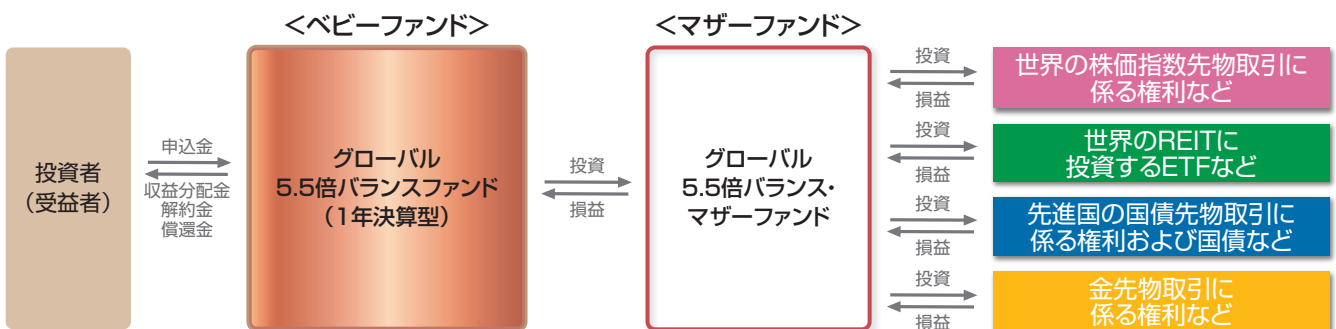 ＜ベビーファンド＞
＜マザーファンド＞
投資者
（受益者）
申込金
収益分配金
解約金
償還金
グローバル
5.5倍バランスファンド
（1年決算型）
投資
損益
グローバル
5.5倍バランス・
マザーファンド
投資
損益
世界の株価指数先物取引に
係る権利など
投資
損益
世界のREITに
投資するETFなど
投資
損益
先進国の国債先物取引に
係る権利および国債など
投資
損益
金先物取引に
係る権利など